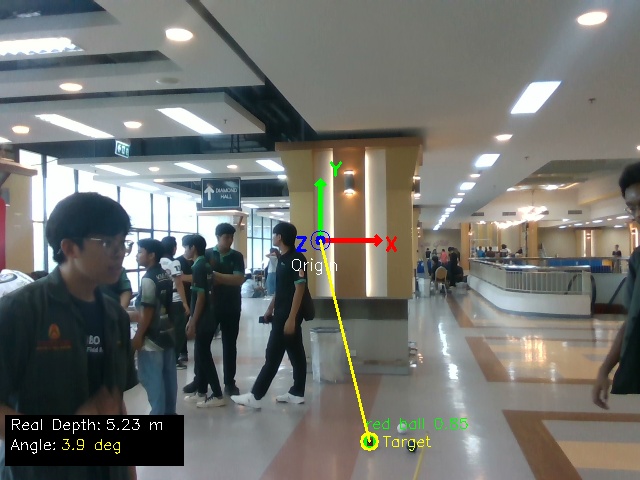 DIAMOND
HALL
Y
Z
X
Origin
red ball 0.85
Target
Real Depth: 5.23 m
Angle: 3.9 deg